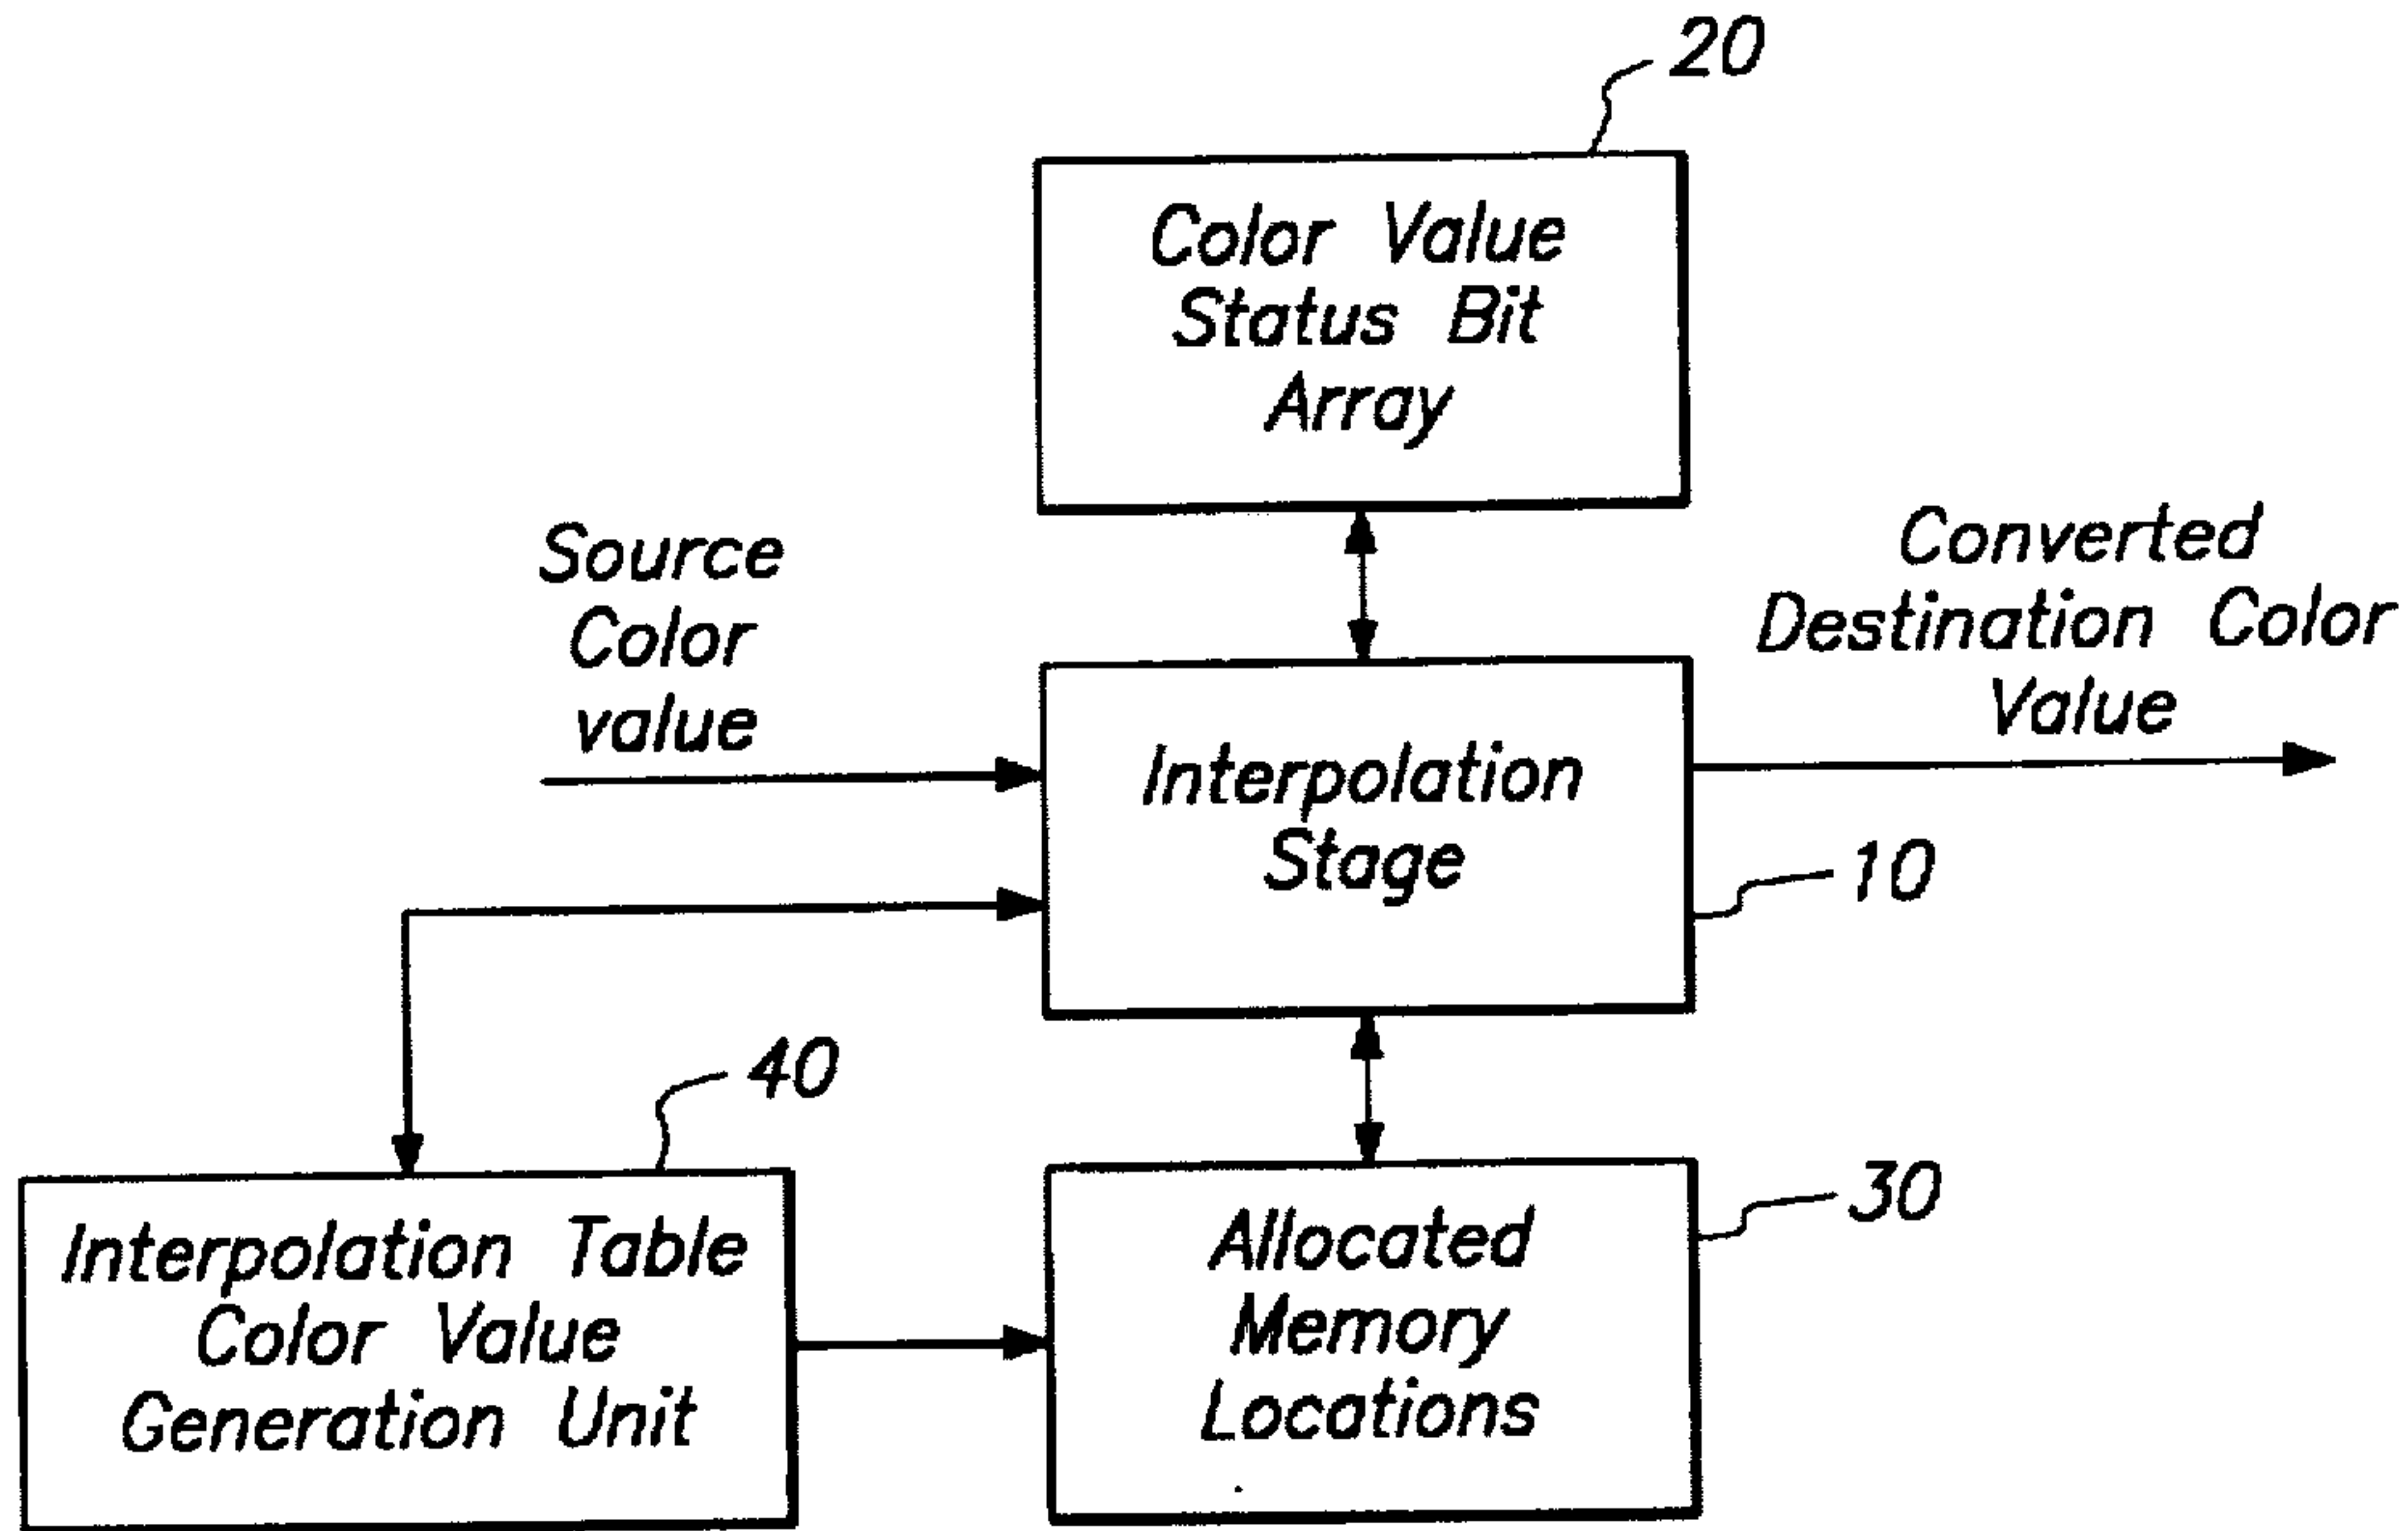 20
Color Value
Status Bit
Array
Source
Color
value
Converted
Destination Color
Value
Interpolation
Stage
10
40
Interpolation Table
Color Value
Generation Unit
Allocated
Memory
Locations
30